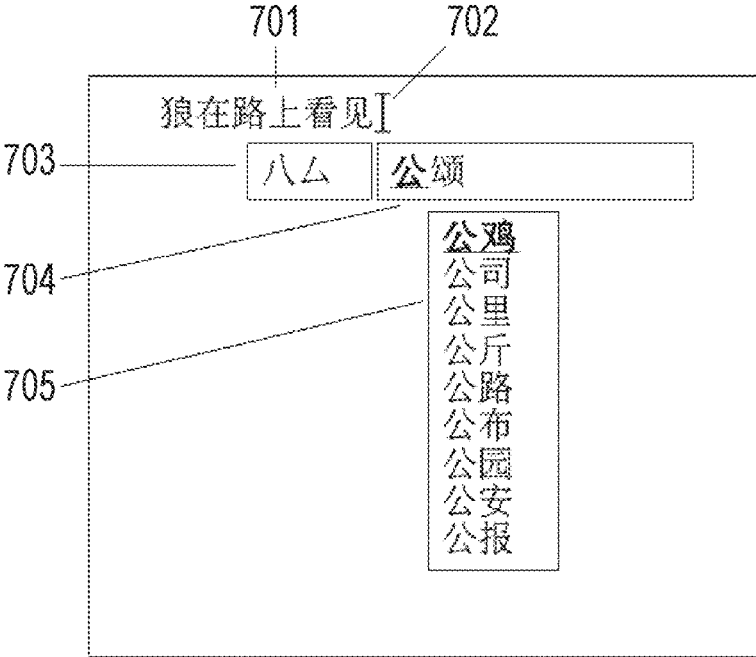 701 702
狼在路上看见
703 八厶 公颂
公鸡
704 公司
公里
公斤
705 公路
公布
公园
公安
公报